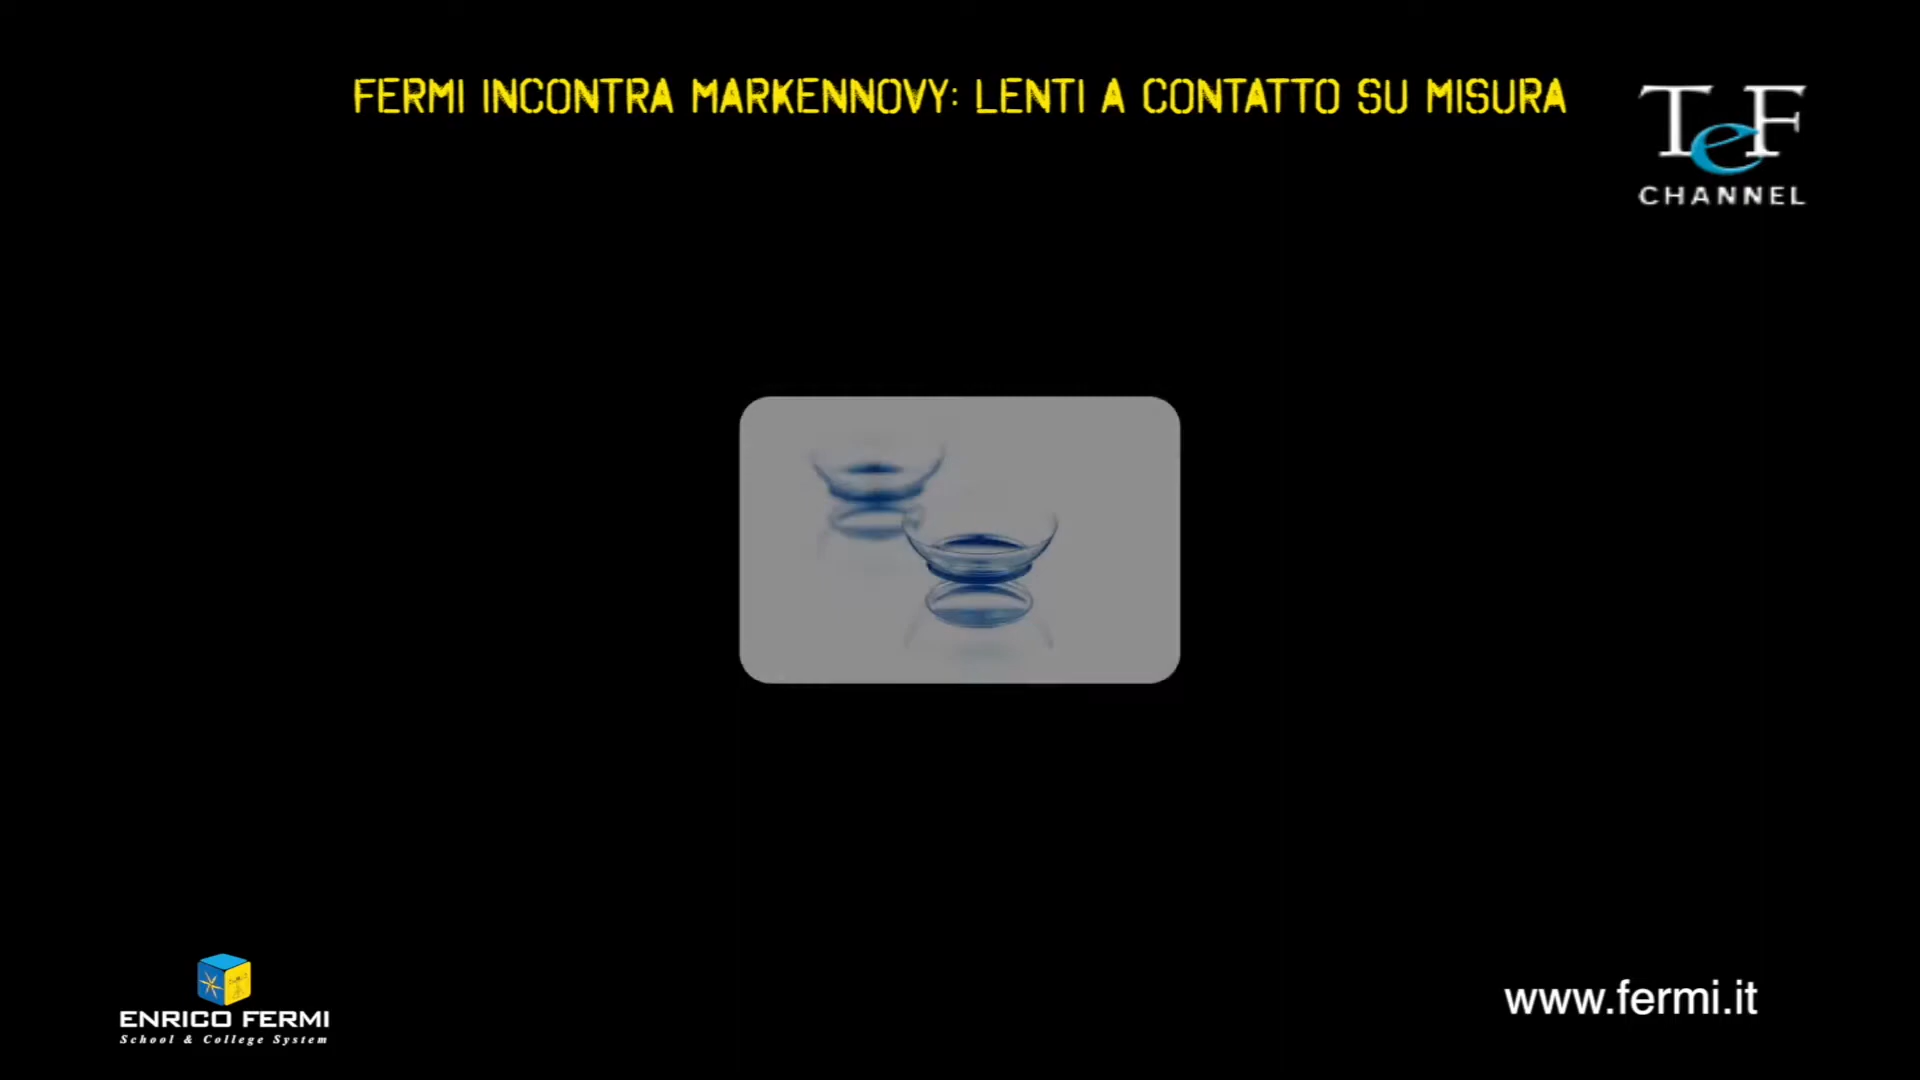 FERMI INCONTRA MARKENNOVY: LENTI A CONTATTO SU MISURA
TeF
CHANNEL
ENRICO FERMI
School & College System
www.fermi.it